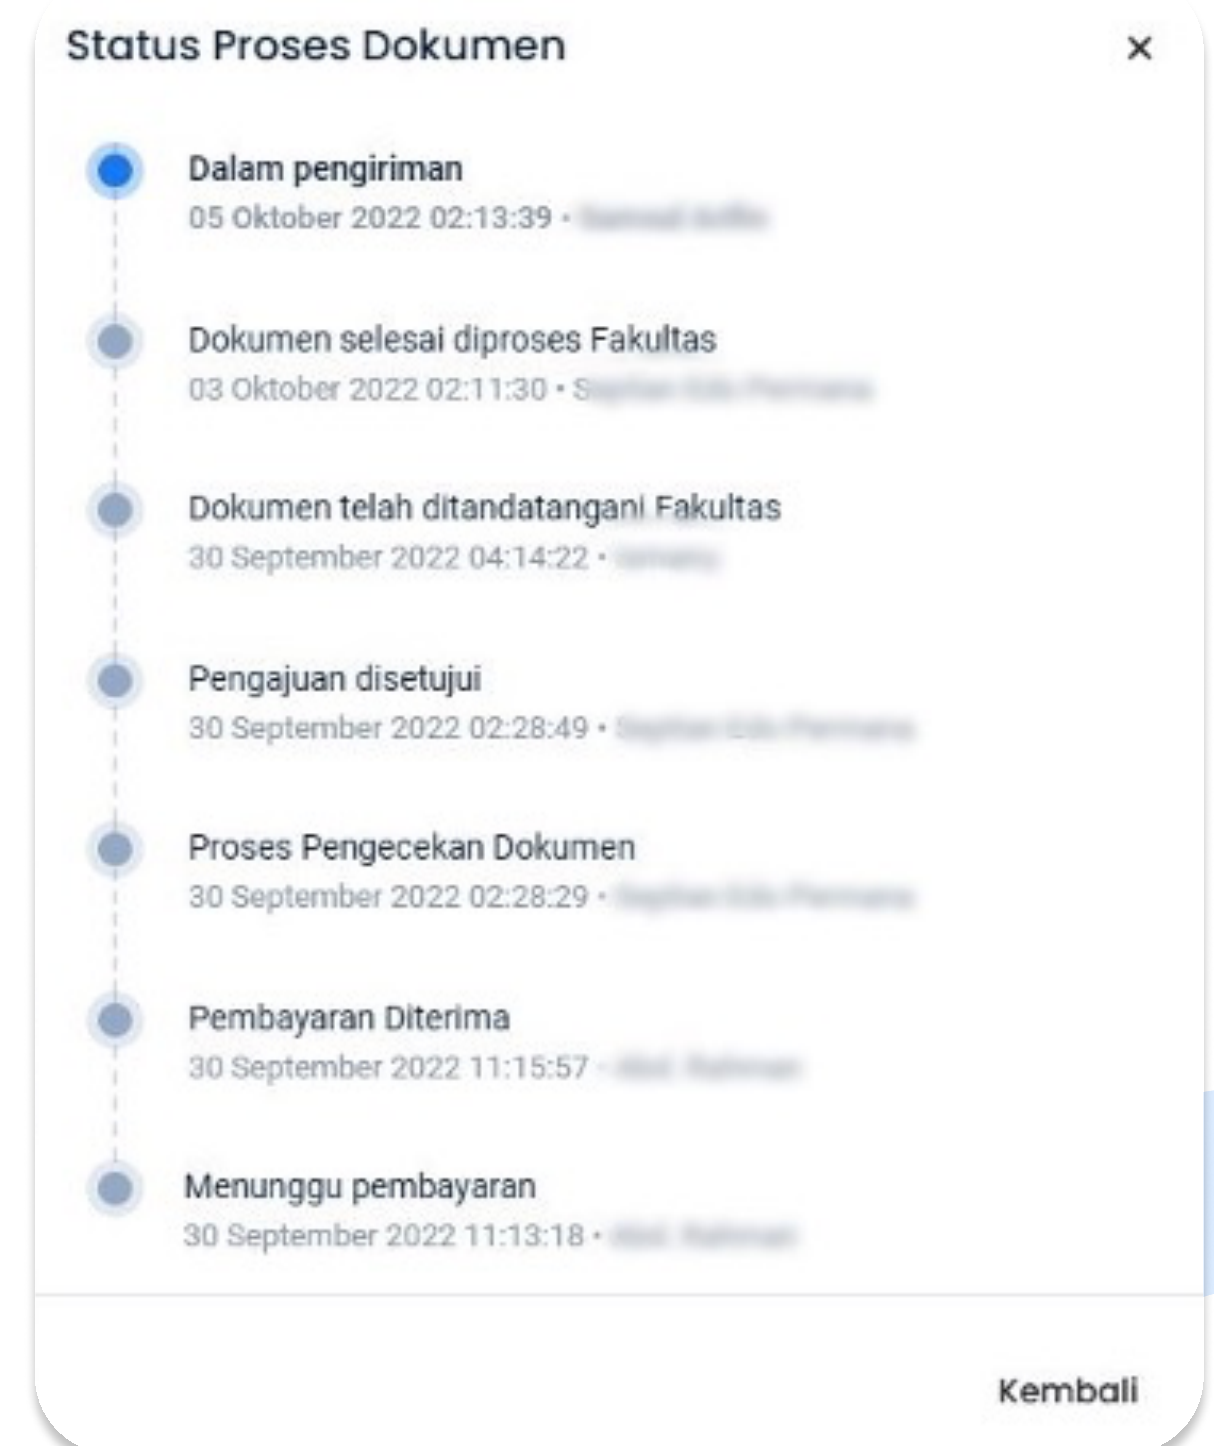 Status Proses Dokumen
Dalam pengiriman
05 Oktober 2022 02:13:39 •
Dokumen selesai diproses Fakultas
03 Oktober 2022 02:11:30 •
Dokumen telah ditandatangani Fakultas
30 September 2022 04:14:22 •
Pengajuan disetujui
30 September 2022 02:28:49 •
Proses Pengecekan Dokumen
30 September 2022 02:28:29 •
Pembayaran Diterima
30 September 2022 11:15:57 •
Menunggu pembayaran
30 September 2022 11:13:18 •
Kembali